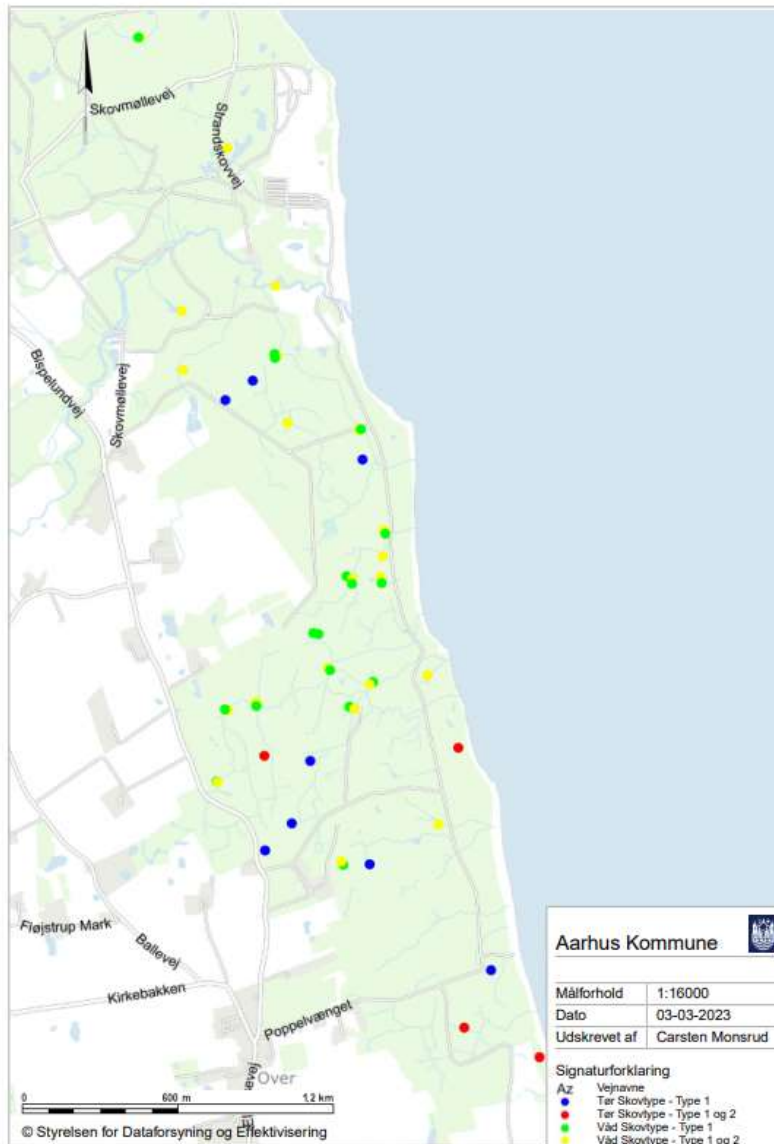 Skovmøllevej
Strandskovvej
Bispelundvej
Skovmøllevej
Fløjstrup Mark
Ballevej
Kirkebakken
Poppelvænget
Over
0 600 m 1,2 km
© Styrelsen for Dataforsyning og Effektivisering
Aarhus Kommune
Målforhold 1:16000
Dato 03-03-2023
Udskrevet af Carsten Monsrud
Signaturforklaring
Az Vejnavne
Tør Skovtype - Type 1
Tør Skovtype - Type 1 og 2
Våd Skovtype - Type 1
Våd Skovtype - Type 1 og 2